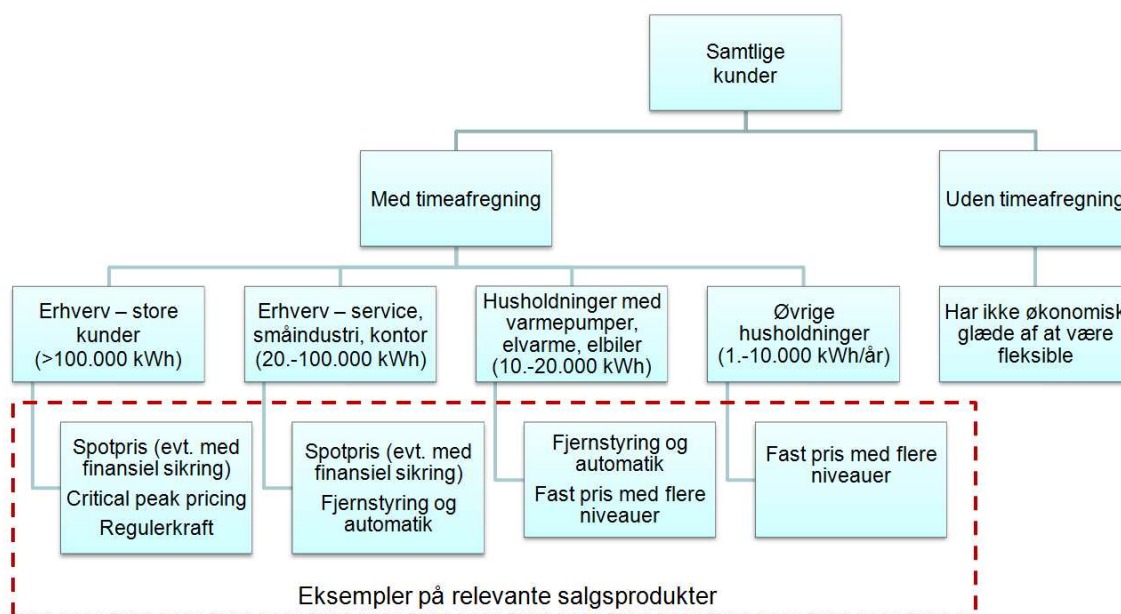 Samtlige
kunder
Med timeafregning
Uden timeafregning
Erhverv – store
kunder
(>100.000 kWh)
Erhverv – service,
småindustri, kontor
(20.-100.000 kWh)
Husholdninger med
varmepumper,
elvarme, elbiler
(10.-20.000 kWh)
Øvrige
husholdninger
(1.-10.000 kWh/år)
Har ikke økonomisk
glæde af at være
fleksible
Spotpris (evt. med
finansiel sikring)
Critical peak pricing
Regulerkraft
Spotpris (evt. med
finansiel sikring)
Fjernstyring og
automatik
Fjernstyring og
automatik
Fast pris med flere
niveauer
Fast pris med flere
niveauer
Eksempler på relevante salgsprodukter